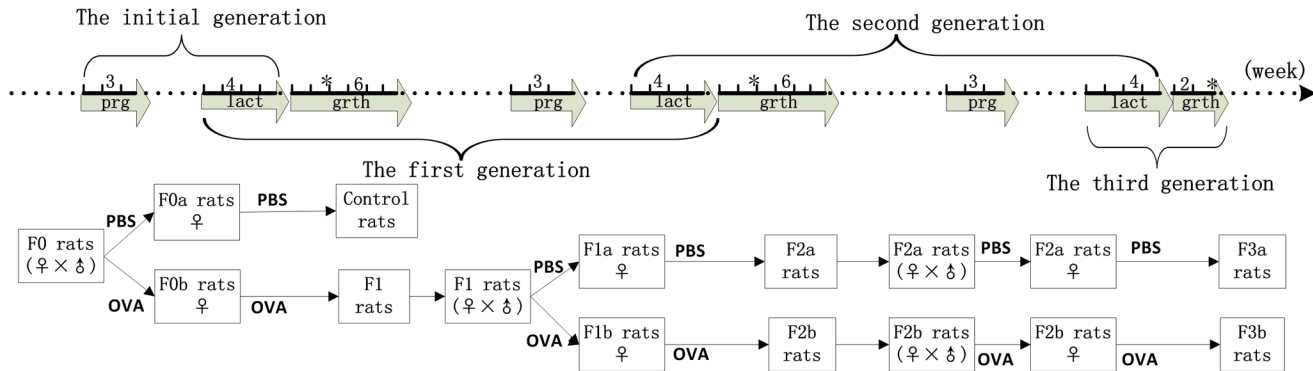 The initial generation
The second generation
(week)
3
4
*
6
3
4
*
6
3
4
2
*
prg
lact
grth
prg
lact
grth
prg
lact
grth
The first generation
The third generation
F0 rats
(♀×♂)
PBS
OVA
F0a rats
♀
PBS
Control
rats
F0b rats
♀
OVA
F1
rats
F1 rats
(♀×♂)
PBS
OVA
F1a rats
♀
PBS
F2a
rats
F2a rats
(♀×♂)
PBS
F2a rats
♀
PBS
F3a
rats
F1b rats
♀
OVA
F2b
rats
F2b rats
(♀×♂)
OVA
F2b rats
♀
OVA
F3b
rats